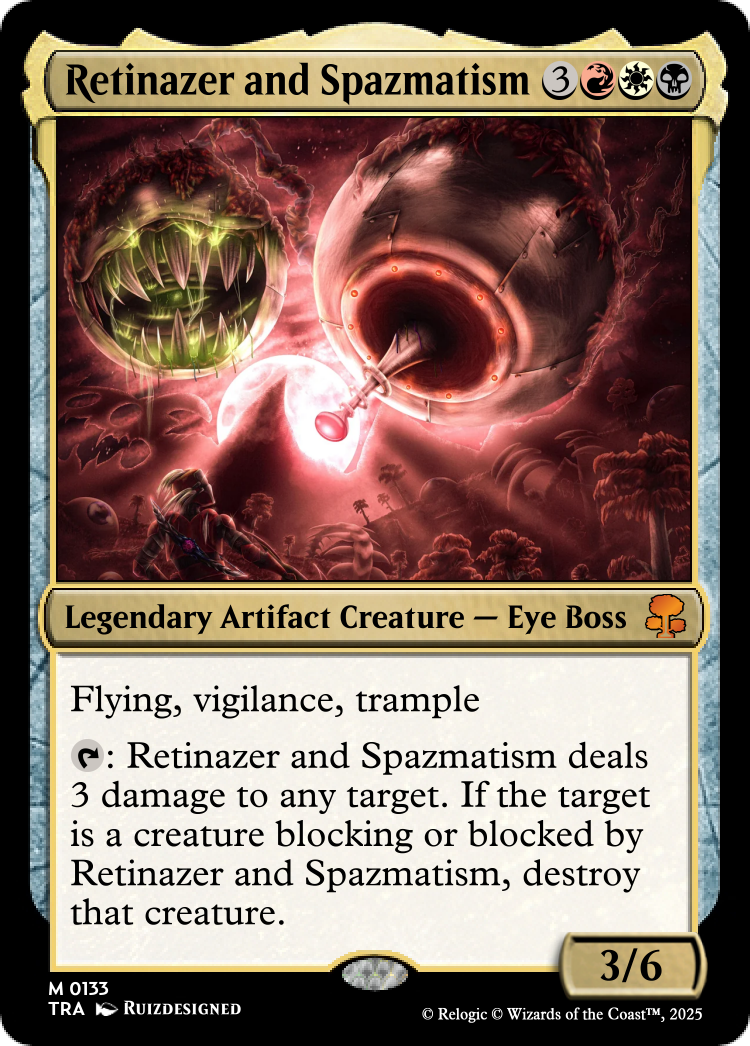 Retinazer and Spazmatism 3
Legendary Artifact Creature — Eye Boss
Flying, vigilance, trample
: Retinazer and Spazmatism deals
3 damage to any target. If the target
is a creature blocking or blocked by
Retinazer and Spazmatism, destroy
that creature.
3/6
M 0133
TRA RUIZDESIGNED
© Relogic © Wizards of the Coast™, 2025